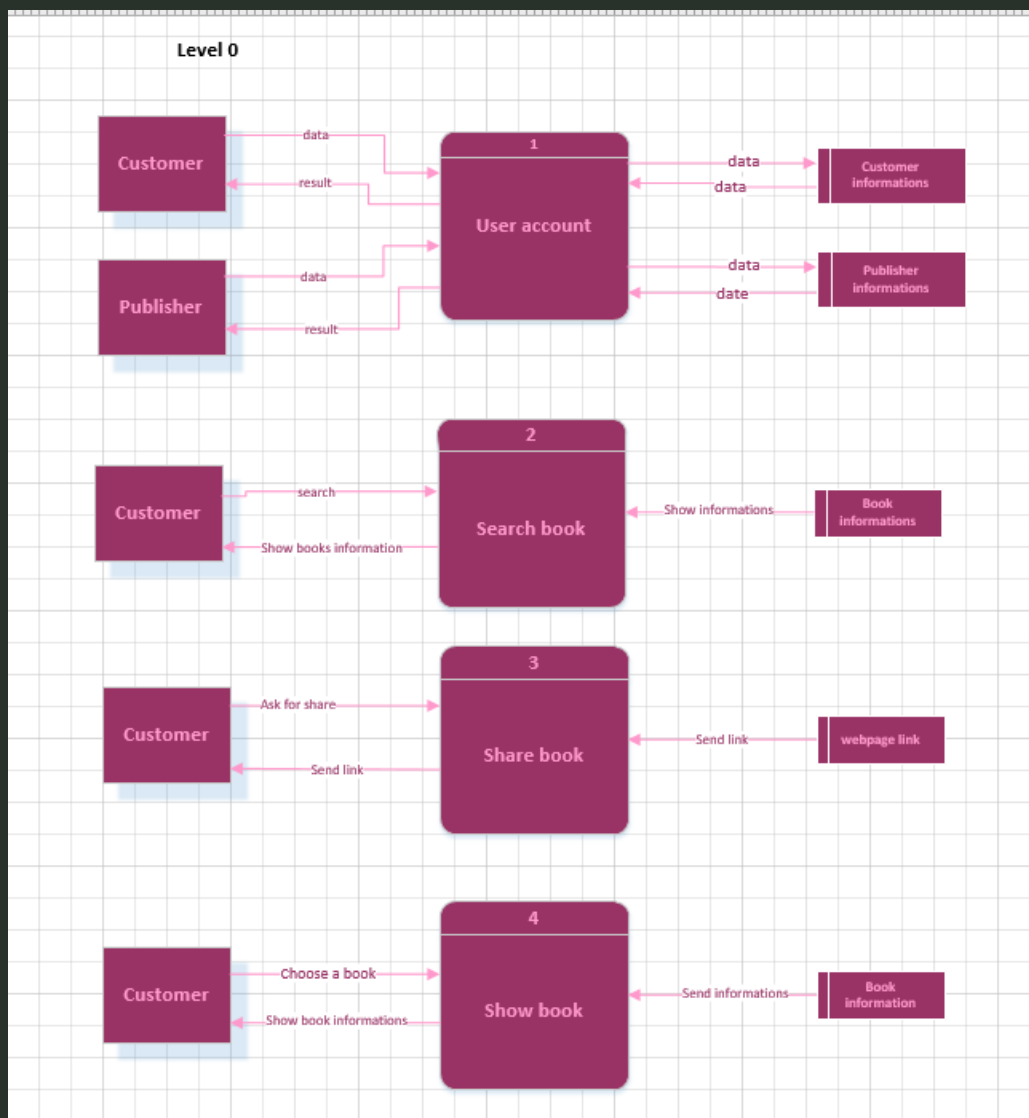 Level 0
Customer
data
result
Publisher
data
result
1
User account
data
data
Customer
informations
data
date
Publisher
informations
Customer
search
Show books information
2
Search book
Show informations
Book
informations
Customer
Ask for share
Send link
3
Share book
Send link
webpage link
Customer
Choose a book
Show book informations
4
Show book
Send informations
Book
information